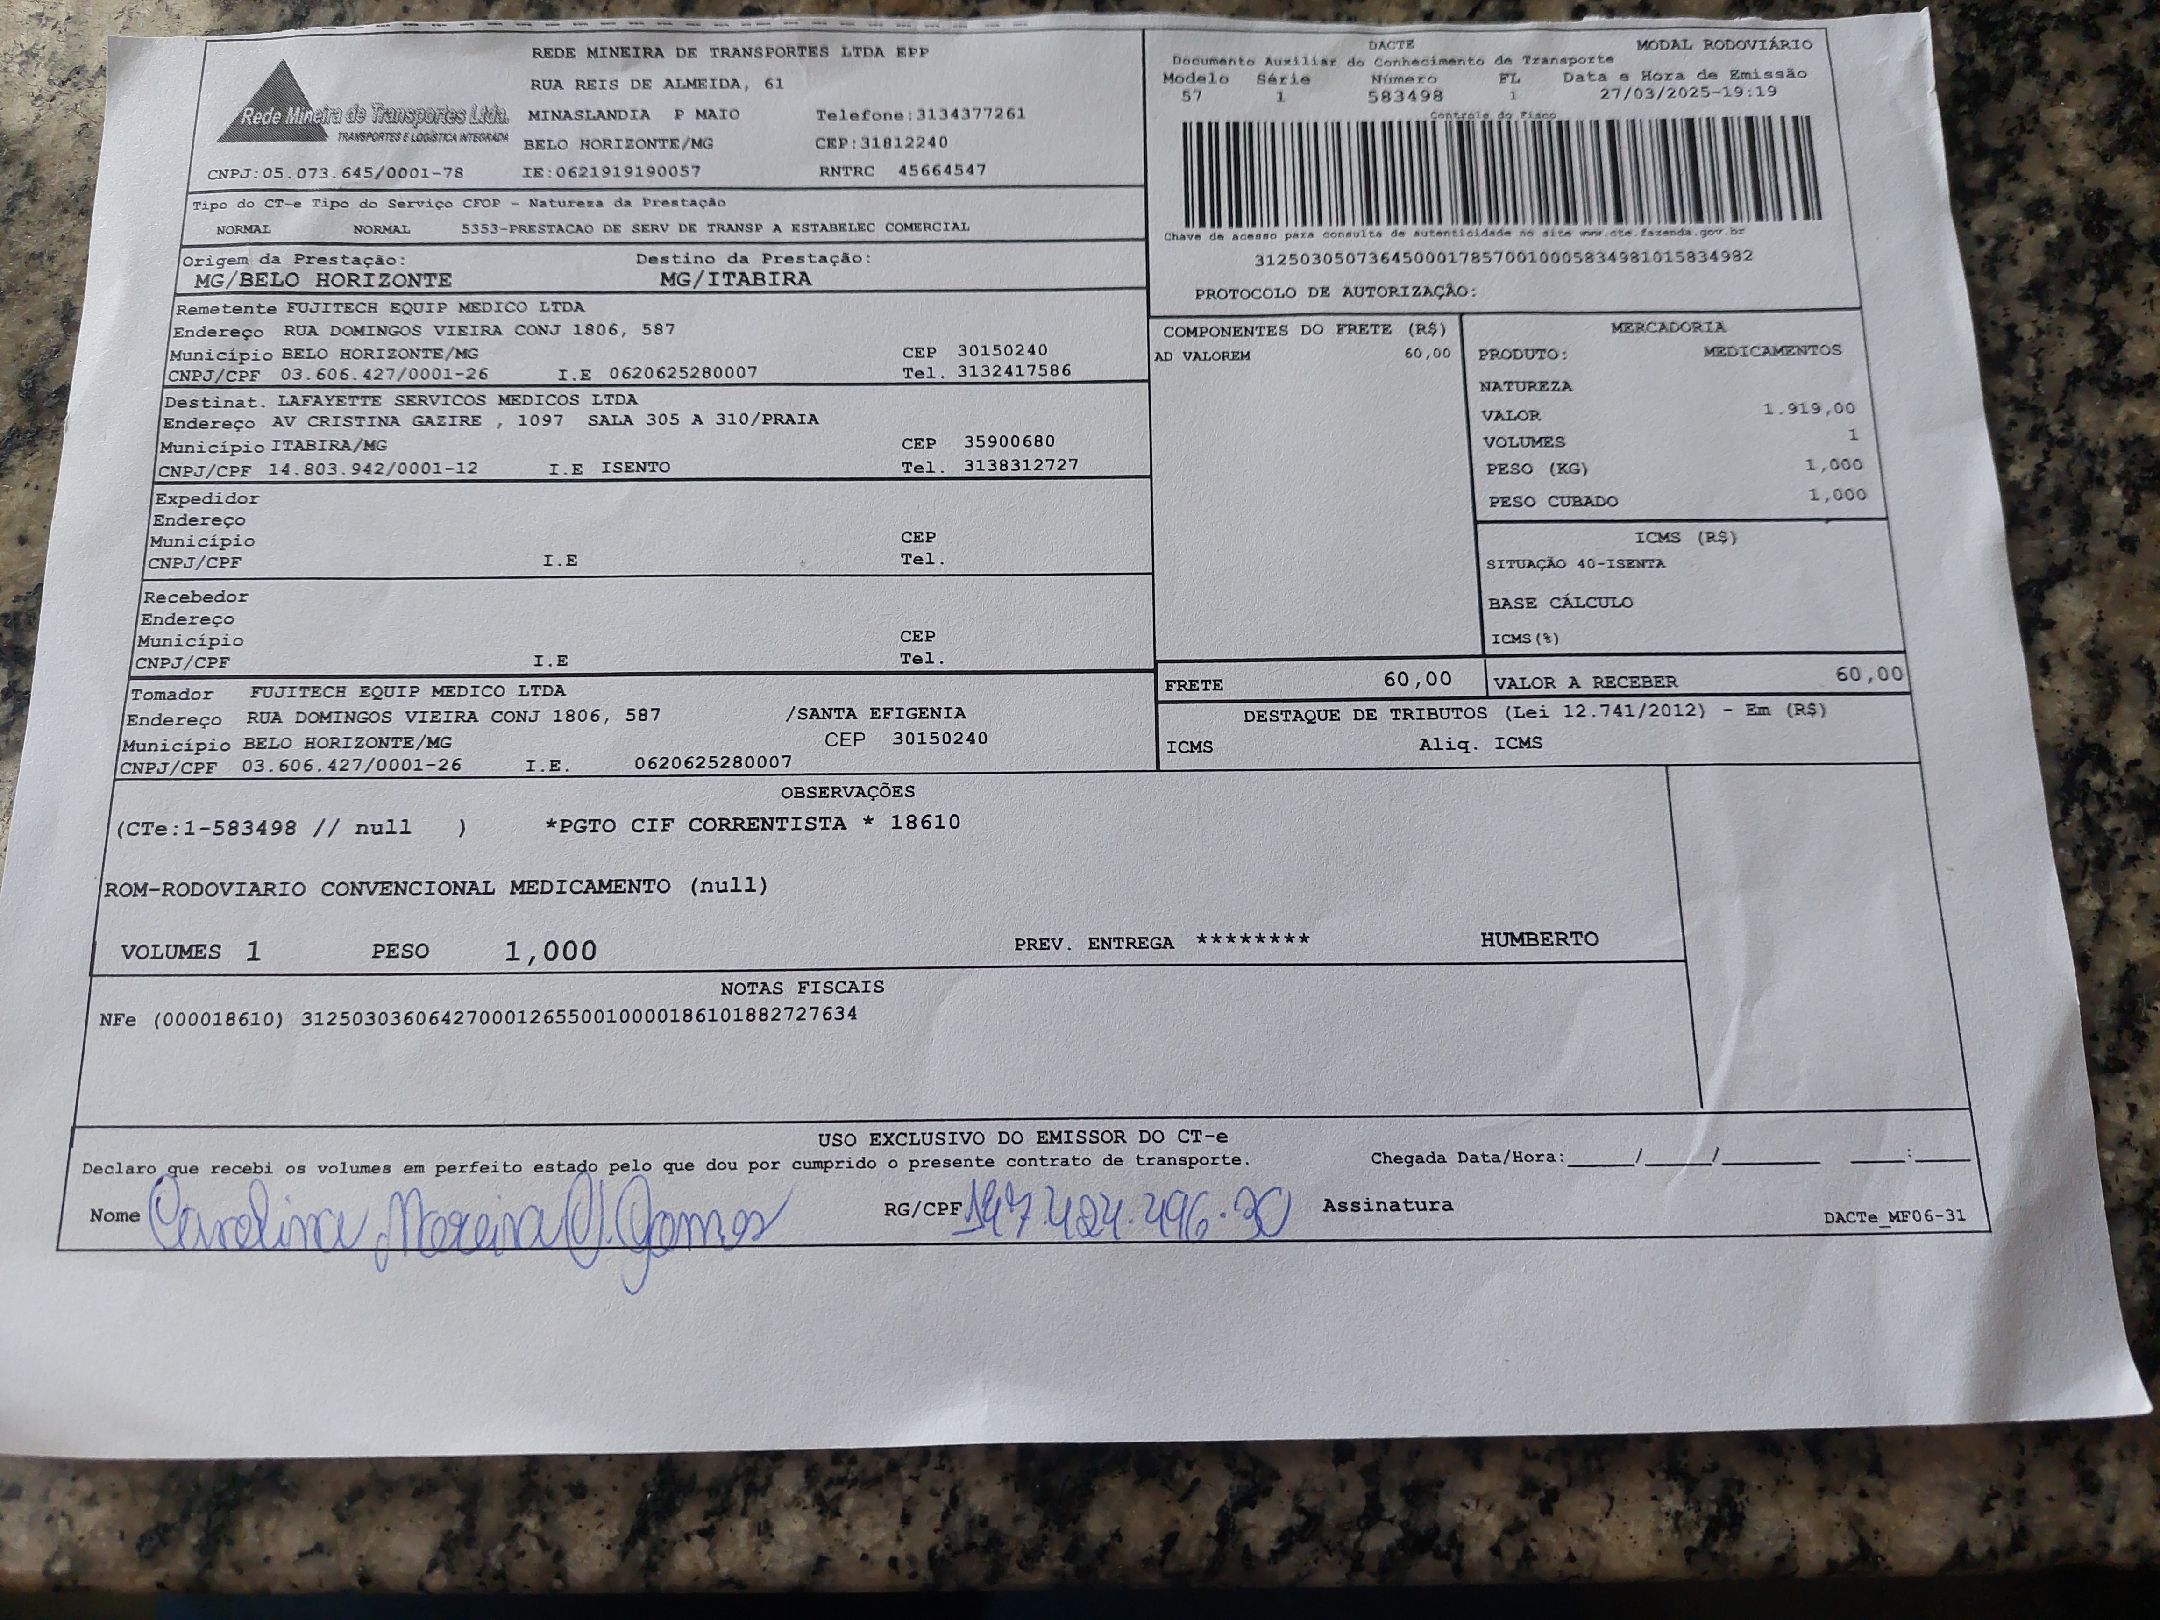 REDE MINEIRA DE TRANSPORTES LTDA EPP
RUA REIS DE ALMEIDA, 61
Rede Mineira de Transportes Ltda.
TRANSPORTES E LOGÍSTICA INTEGRADA
MINASLANDIA P MAIO Telefone:3134377261
BELO HORIZONTE/MG CEP:31812240
CNPJ:05.073.645/0001-78 IE:0621919190057 RNTRC 45664547
Tipo do CT-e Tipo do Serviço CFOP - Natureza da Prestação
NORMAL NORMAL 5353-PRESTACAO DE SERV DE TRANSP A ESTABELEC COMERCIAL
Origem da Prestação: Destino da Prestação:
MG/BELO HORIZONTE MG/ITABIRA
DACTE MODAL RODOVIÁRIO
Documento Auxiliar do Conhecimento de Transporte
Modelo Série Número FL Data e Hora de Emissão
57 1 583498 1 27/03/2025-19:19
Controle do Fisco
Chave de acesso para consulta de autenticidade no site www.cte.fazenda.gov.br
31250305073645000178570010005834981015834982
PROTOCOLO DE AUTORIZAÇÃO:
Remetente FUJITECH EQUIP MEDICO LTDA
Endereço RUA DOMINGOS VIEIRA CONJ 1806, 587
Município BELO HORIZONTE/MG CEP 30150240
CNPJ/CPF 03.606.427/0001-26 I.E 0620625280007 Tel. 3132417586
Destinat. LAFAYETTE SERVICOS MEDICOS LTDA
Endereço AV CRISTINA GAZIRE , 1097 SALA 305 A 310/PRAIA
Município ITABIRA/MG CEP 35900680
CNPJ/CPF 14.803.942/0001-12 I.E ISENTO Tel. 3138312727
Expedidor
Endereço
Município CEP
CNPJ/CPF I.E Tel.
Recebedor
Endereço
Município CEP
CNPJ/CPF I.E Tel.
Tomador FUJITECH EQUIP MEDICO LTDA
Endereço RUA DOMINGOS VIEIRA CONJ 1806, 587 /SANTA EFIGENIA
Município BELO HORIZONTE/MG CEP 30150240
CNPJ/CPF 03.606.427/0001-26 I.E. 0620625280007
COMPONENTES DO FRETE (R$)
AD VALOREM 60,00
MERCADORIA
PRODUTO: MEDICAMENTOS
NATUREZA
VALOR 1.919,00
VOLUMES 1
PESO (KG) 1,000
PESO CUBADO 1,000
ICMS (R$)
SITUAÇÃO 40-ISENTA
BASE CÁLCULO
ICMS(%)
FRETE 60,00 VALOR A RECEBER 60,00
DESTAQUE DE TRIBUTOS (Lei 12.741/2012) - Em (R$)
ICMS Aliq. ICMS
OBSERVAÇÕES
(CTe:1-583498 // null ) *PGTO CIF CORRENTISTA * 18610
ROM-RODOVIARIO CONVENCIONAL MEDICAMENTO (null)
VOLUMES 1 PESO 1,000 PREV. ENTREGA ******** HUMBERTO
NOTAS FISCAIS
NFe (000018610) 31250303606427000126550010000186101882727634
USO EXCLUSIVO DO EMISSOR DO CT-e
Declaro que recebi os volumes em perfeito estado pelo que dou por cumprido o presente contrato de transporte. Chegada Data/Hora:_____/_____/_______ ____:____
Nome Carolina Moreira O. Gomes RG/CPF 147.424.496.30 Assinatura
DACTe_MF06-31